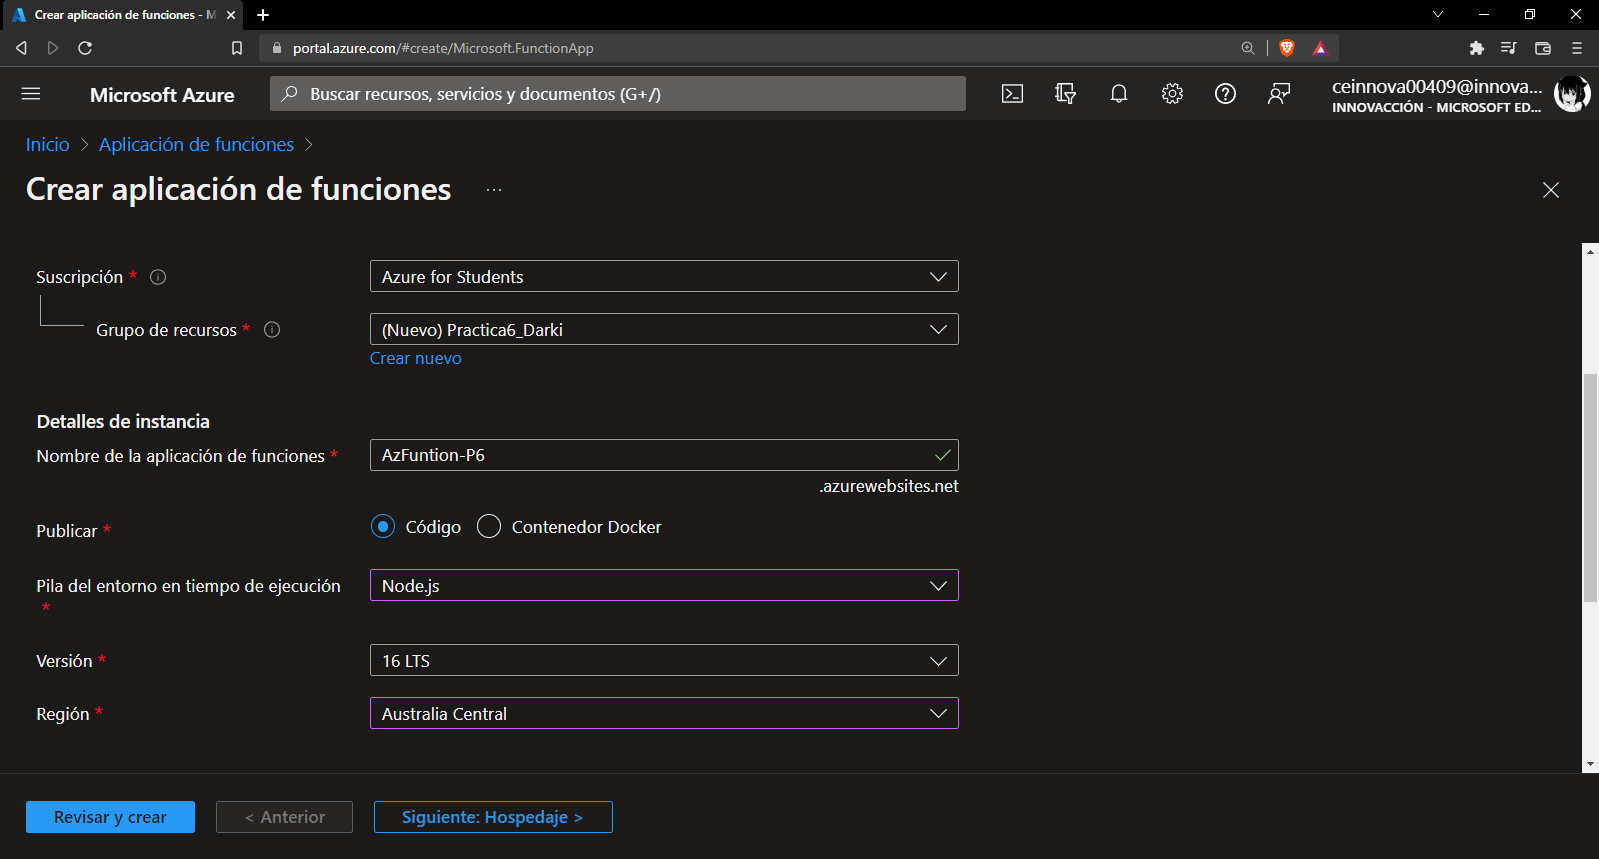 Crear aplicación de funciones - M
portal.azure.com/#create/Microsoft.FunctionApp
Microsoft Azure
Buscar recursos, servicios y documentos (G+/)
ceinnova00409@innova...
INNOVACCIÓN - MICROSOFT ED...
Inicio > Aplicación de funciones >
Crear aplicación de funciones ...
Suscripción *
Azure for Students
Grupo de recursos *
(Nuevo) Practica6_Darki
Crear nuevo
Detalles de instancia
Nombre de la aplicación de funciones *
AzFuntion-P6
.azurewebsites.net
Publicar *
Código
Contenedor Docker
Pila del entorno en tiempo de ejecución *
Node.js
Versión *
16 LTS
Región *
Australia Central
Revisar y crear
< Anterior
Siguiente: Hospedaje >